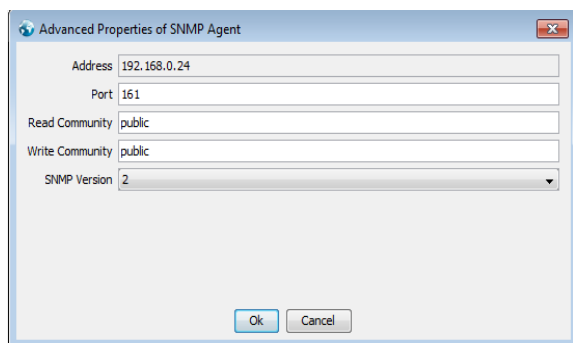 Advanced Properties of SNMP Agent
Address 192.168.0.24
Port 161
Read Community public
Write Community public
SNMP Version 2
Ok Cancel